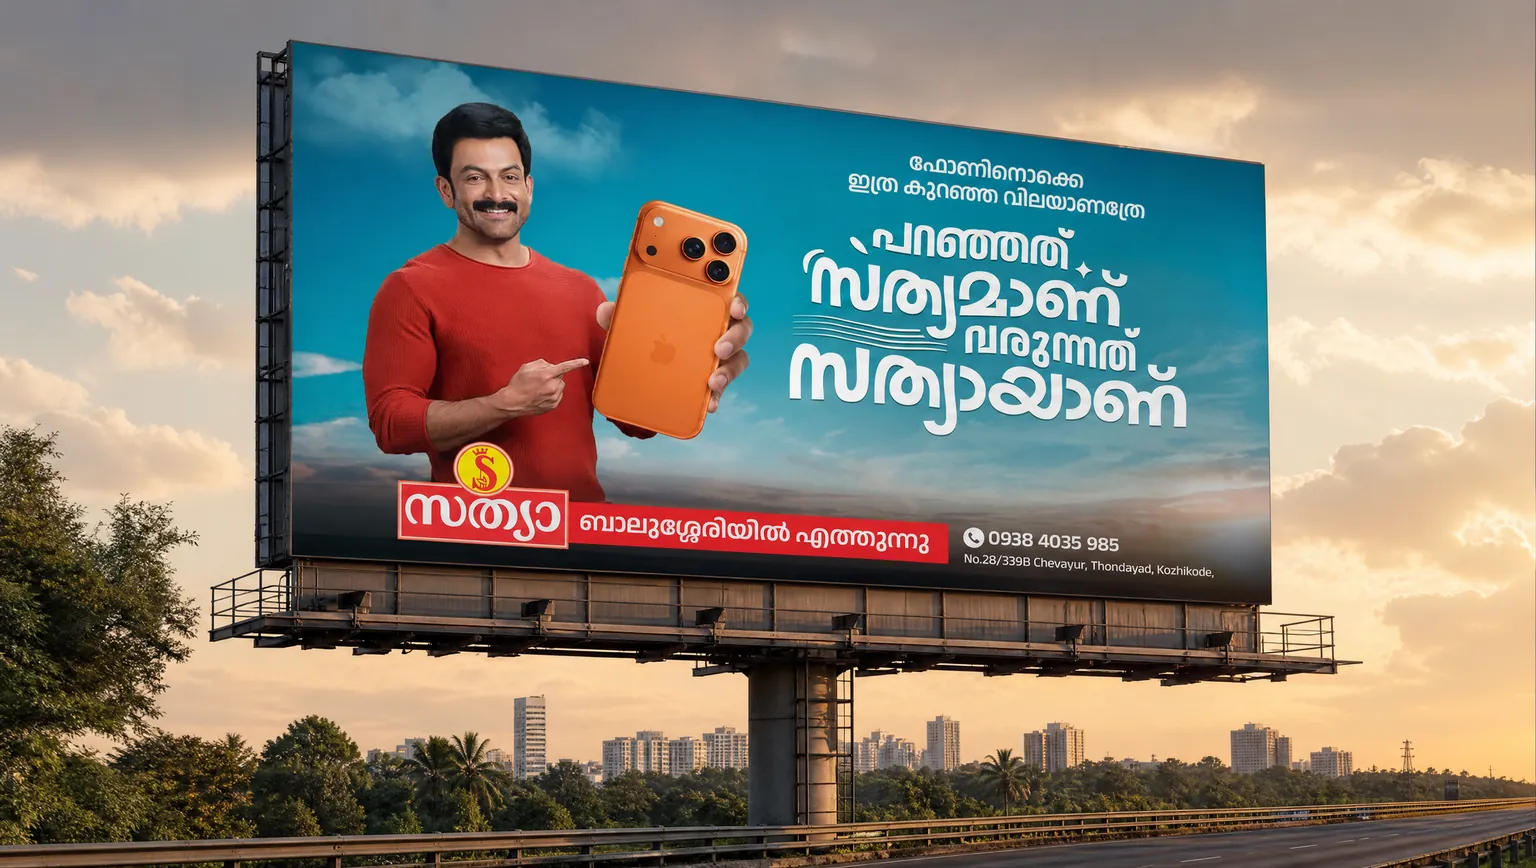 ഫോണിനൊക്കെ
ഇത്ര കുറഞ്ഞ വിലയാണത്രേ
പറഞ്ഞത്
സത്യമാണ്
വരുന്നത്
സത്യായാണ്
S
സത്യാ
ബാലുശ്ശേരിയിൽ എത്തുന്നു
0938 4035 985
No.28/339B Chevayur, Thondayad, Kozhikode,